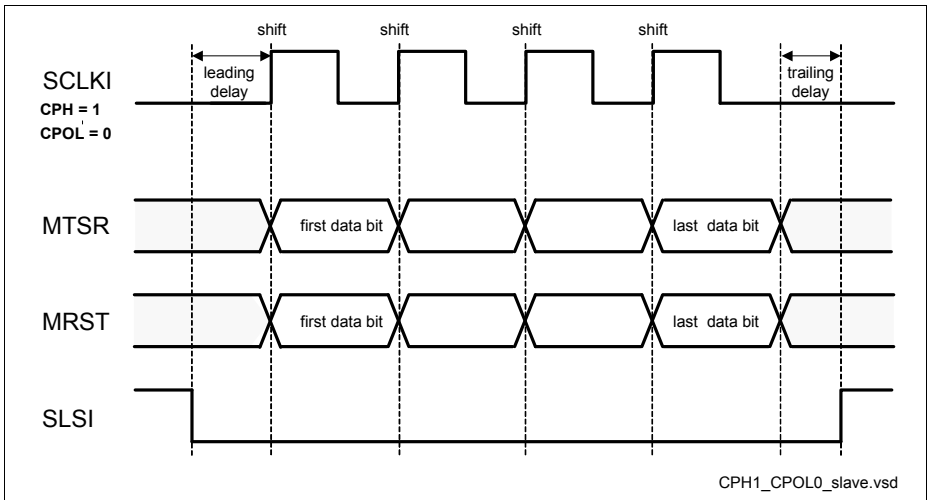 shift shift shift shift
SCLKI
leading
delay
trailing
delay
CPH = 1
CPOL = 0
MTSR
first data bit
last data bit
MRST
first data bit
last data bit
SLSI
CPH1_CPOL0_slave.vsd